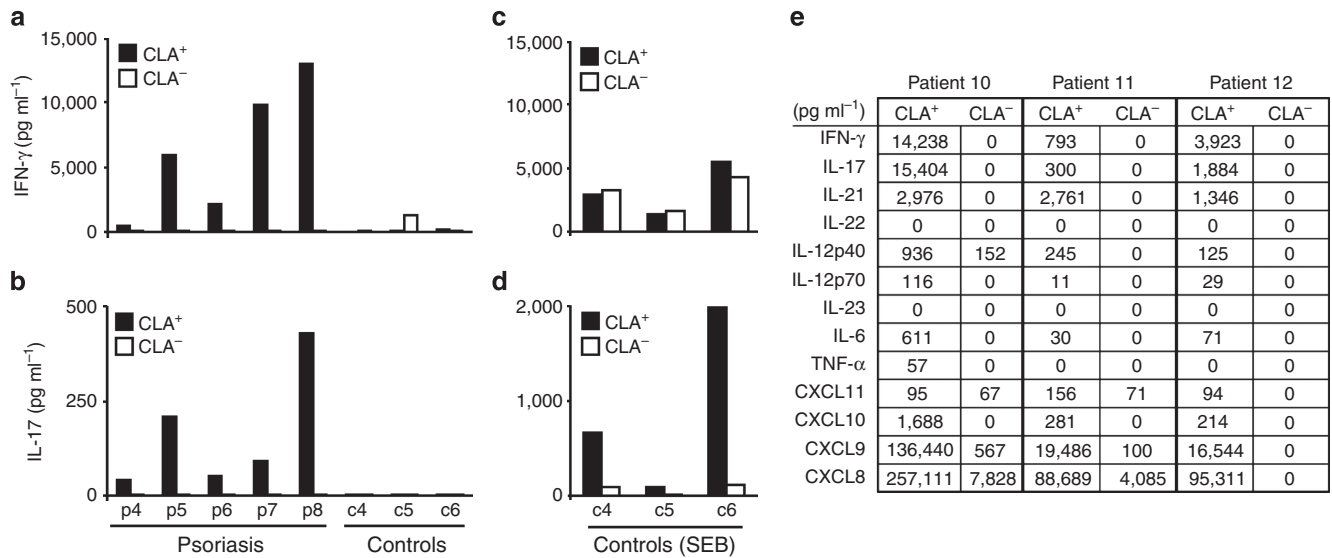 a
15,000
10,000
5,000
0
IFN-γ (pg ml⁻¹)
CLA⁺
CLA⁻
b
500
250
0
IL-17 (pg ml⁻¹)
CLA⁺
CLA⁻
p4 p5 p6 p7 p8 c4 c5 c6
Psoriasis Controls
c
15,000
10,000
5,000
0
CLA⁺
CLA⁻
d
2,000
1,000
0
CLA⁺
CLA⁻
c4 c5 c6
Controls (SEB)
e
Patient 10 Patient 11 Patient 12
(pg ml⁻¹) CLA⁺ CLA⁻ CLA⁺ CLA⁻ CLA⁺ CLA⁻
IFN-γ 14,238 0 793 0 3,923 0
IL-17 15,404 0 300 0 1,884 0
IL-21 2,976 0 2,761 0 1,346 0
IL-22 0 0 0 0 0 0
IL-12p40 936 152 245 0 125 0
IL-12p70 116 0 11 0 29 0
IL-23 0 0 0 0 0 0
IL-6 611 0 30 0 71 0
TNF-α 57 0 0 0 0 0
CXCL11 95 67 156 71 94 0
CXCL10 1,688 0 281 0 214 0
CXCL9 136,440 567 19,486 100 16,544 0
CXCL8 257,111 7,828 88,689 4,085 95,311 0